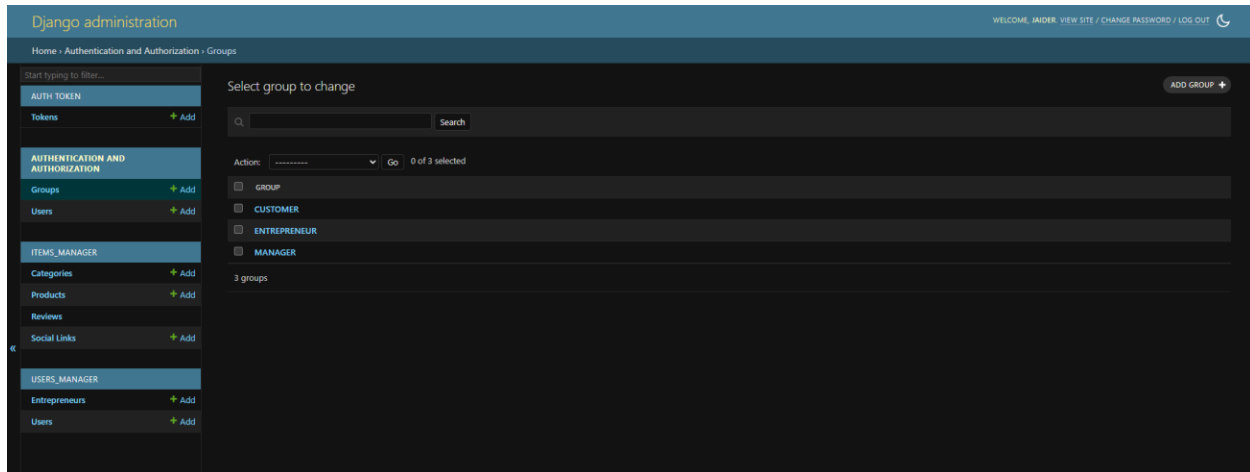 Django administration
WELCOME, JAIDER. VIEW SITE / CHANGE PASSWORD / LOG OUT
Home › Authentication and Authorization › Groups
Start typing to filter...
AUTH TOKEN
Tokens + Add
AUTHENTICATION AND
AUTHORIZATION
Groups + Add
Users + Add
ITEMS_MANAGER
Categories + Add
Products + Add
Reviews
Social Links + Add
USERS_MANAGER
Entrepreneurs + Add
Users + Add
«
Select group to change
ADD GROUP +
Search
Action: --------- Go 0 of 3 selected
GROUP
CUSTOMER
ENTREPRENEUR
MANAGER
3 groups